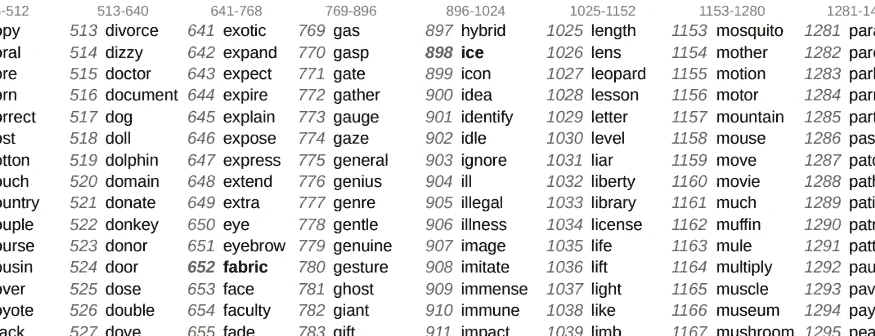 -512 513-640 641-768 769-896 896-1024 1025-1152 1153-1280 1281-14
opy 513 divorce 641 exotic 769 gas 897 hybrid 1025 length 1153 mosquito 1281 par
oral 514 dizzy 642 expand 770 gasp 898 ice 1026 lens 1154 mother 1282 par
ore 515 doctor 643 expect 771 gate 899 icon 1027 leopard 1155 motion 1283 par
orn 516 document 644 expire 772 gather 900 idea 1028 lesson 1156 motor 1284 par
orrect 517 dog 645 explain 773 gauge 901 identify 1029 letter 1157 mountain 1285 part
ost 518 doll 646 expose 774 gaze 902 idle 1030 level 1158 mouse 1286 pas
otton 519 dolphin 647 express 775 general 903 ignore 1031 liar 1159 move 1287 pat
ouch 520 domain 648 extend 776 genius 904 ill 1032 liberty 1160 movie 1288 pat
ountry 521 donate 649 extra 777 genre 905 illegal 1033 library 1161 much 1289 pati
ouple 522 donkey 650 eye 778 gentle 906 illness 1034 license 1162 muffin 1290 patr
ourse 523 donor 651 eyebrow 779 genuine 907 image 1035 life 1163 mule 1291 patt
ousin 524 door 652 fabric 780 gesture 908 imitate 1036 lift 1164 multiply 1292 pau
over 525 dose 653 face 781 ghost 909 immense 1037 light 1165 muscle 1293 pav
oyote 526 double 654 faculty 782 giant 910 immune 1038 like 1166 museum 1294 pay
rack 527 dove 655 fade 783 gift 911 impact 1039 limb 1167 mushroom 1295 pea